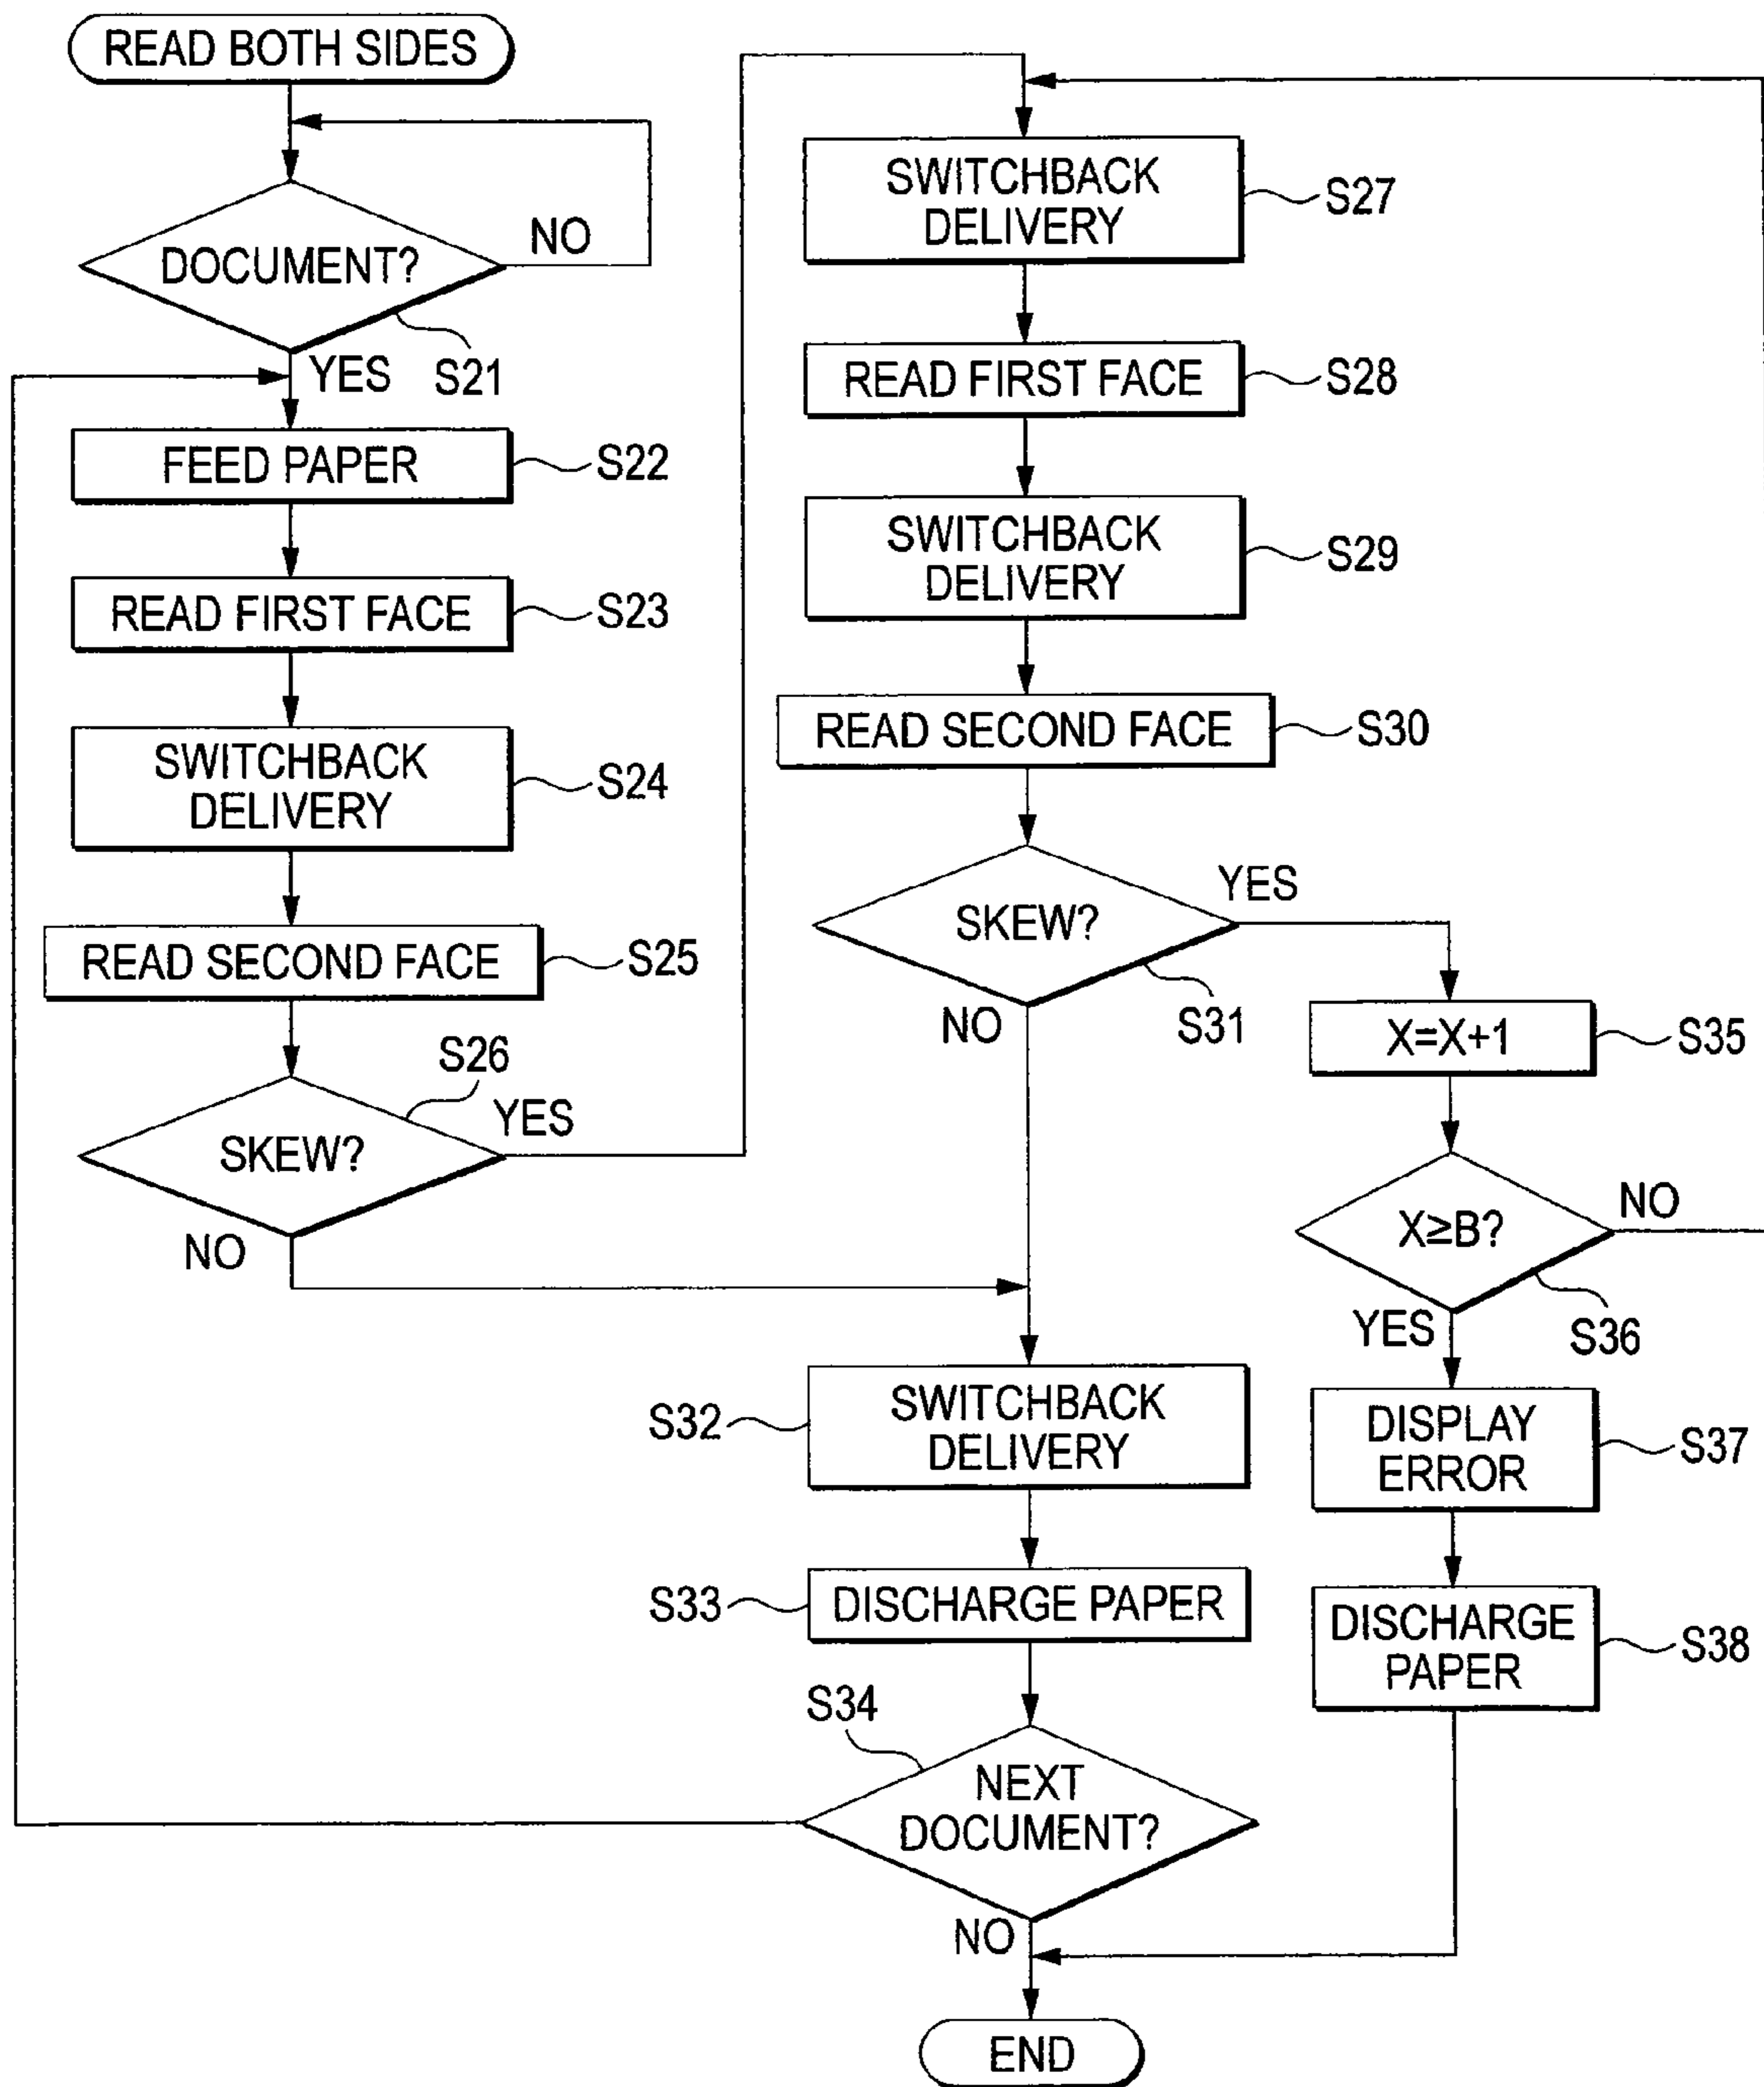 READ BOTH SIDES
DOCUMENT?
NO
S21
YES
FEED PAPER
S22
READ FIRST FACE
S23
SWITCHBACK
DELIVERY
S24
READ SECOND FACE
S25
S26
SKEW?
YES
NO
SWITCHBACK
DELIVERY
S27
READ FIRST FACE
S28
SWITCHBACK
DELIVERY
S29
READ SECOND FACE
S30
SKEW?
YES
S31
NO
S32
SWITCHBACK
DELIVERY
S33
DISCHARGE PAPER
S34
NEXT
DOCUMENT?
NO
END
X=X+1
S35
X≥B?
NO
S36
YES
DISPLAY
ERROR
S37
DISCHARGE
PAPER
S38